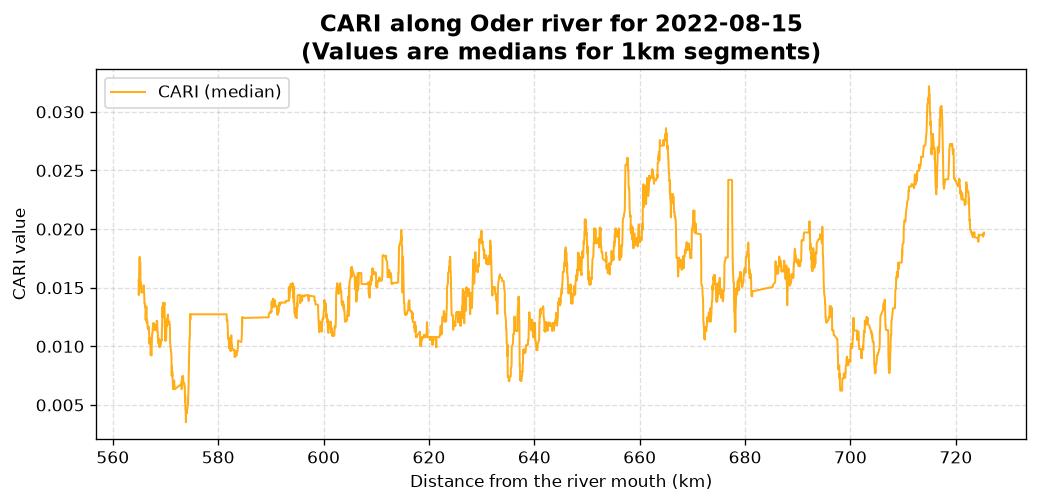 CARI along Oder river for 2022-08-15
(Values are medians for 1km segments)
CARI (median)
0.030
0.025
0.020
0.015
0.010
0.005
CARI value
560 580 600 620 640 660 680 700 720
Distance from the river mouth (km)